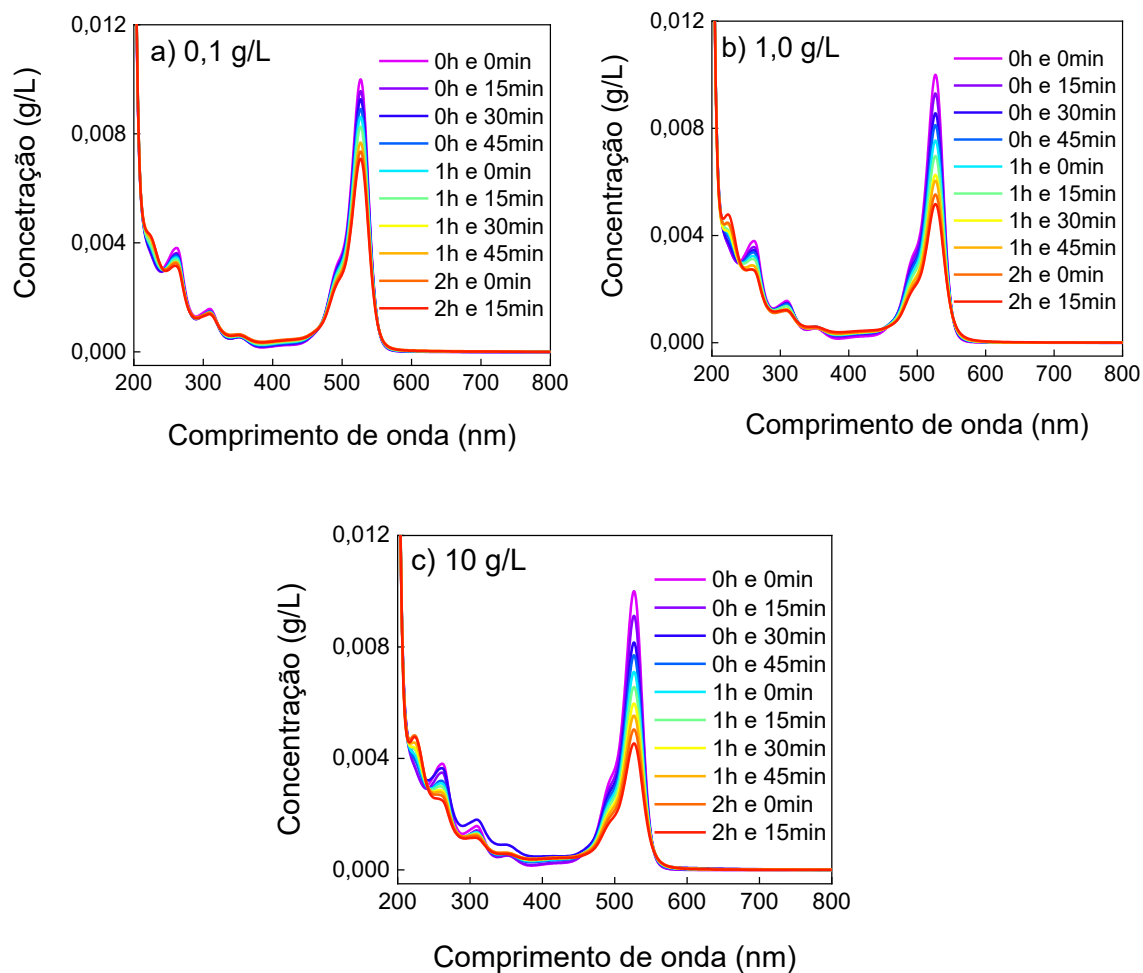 a) 0,1 g/L
0,012
0,008
0,004
0,000
Concetração (g/L)
0h e 0min
0h e 15min
0h e 30min
0h e 45min
1h e 0min
1h e 15min
1h e 30min
1h e 45min
2h e 0min
2h e 15min
200 300 400 500 600 700 800
Comprimento de onda (nm)
b) 1,0 g/L
0,012
0,008
0,004
0,000
Concentração (g/L)
0h e 0min
0h e 15min
0h e 30min
0h e 45min
1h e 0min
1h e 15min
1h e 30min
1h e 45min
2h e 0min
2h e 15min
200 300 400 500 600 700 800
Comprimento de onda (nm)
c) 10 g/L
0,012
0,008
0,004
0,000
Concentração (g/L)
0h e 0min
0h e 15min
0h e 30min
0h e 45min
1h e 0min
1h e 15min
1h e 30min
1h e 45min
2h e 0min
2h e 15min
200 300 400 500 600 700 800
Comprimento de onda (nm)